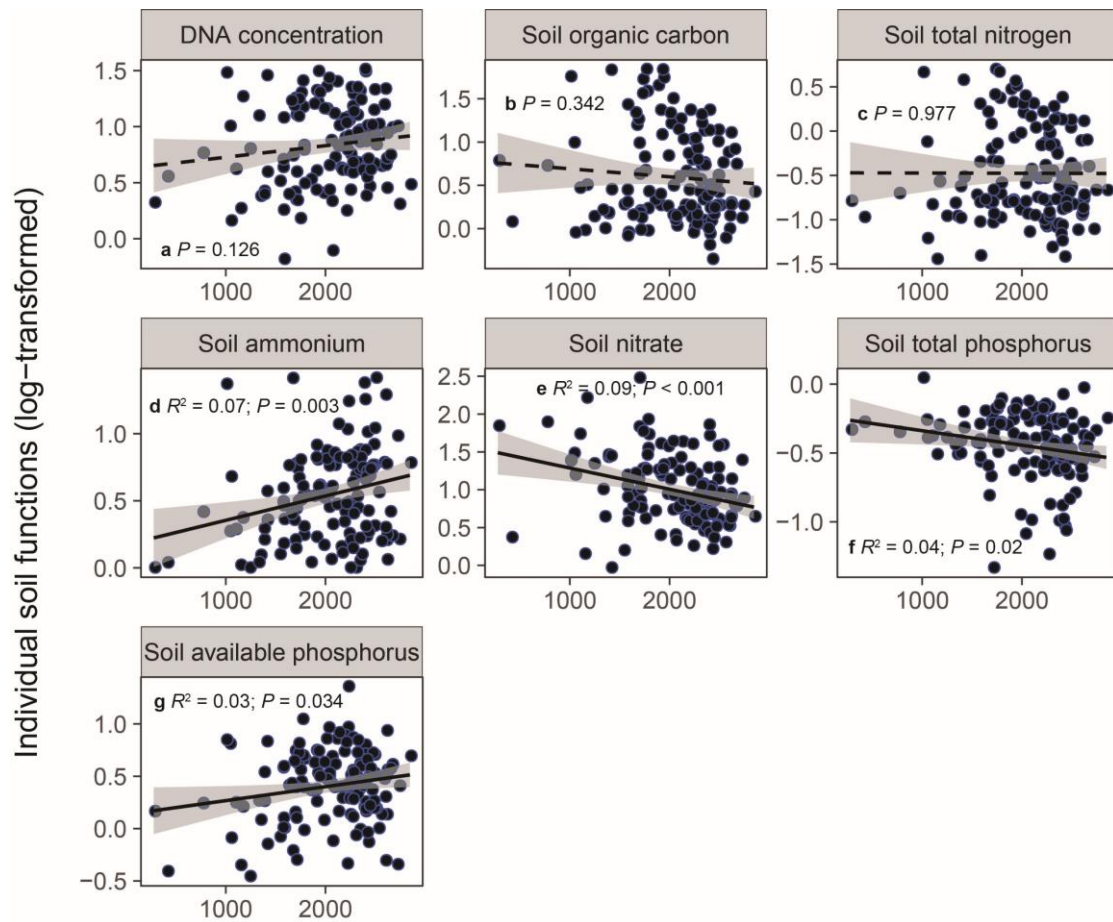 Individual soil functions (log−transformed)
DNA concentration
1.5
1.0
0.5
0.0
a P = 0.126
1000 2000
Soil organic carbon
1.5
1.0
0.5
0.0
b P = 0.342
1000 2000
Soil total nitrogen
0.5
0.0
−0.5
−1.0
−1.5
c P = 0.977
1000 2000
Soil ammonium
1.0
0.5
0.0
d R² = 0.07; P = 0.003
1000 2000
Soil nitrate
2.5
2.0
1.5
1.0
0.5
0.0
e R² = 0.09; P < 0.001
1000 2000
Soil total phosphorus
0.0
−0.5
−1.0
f R² = 0.04; P = 0.02
1000 2000
Soil available phosphorus
1.0
0.5
0.0
−0.5
g R² = 0.03; P = 0.034
1000 2000